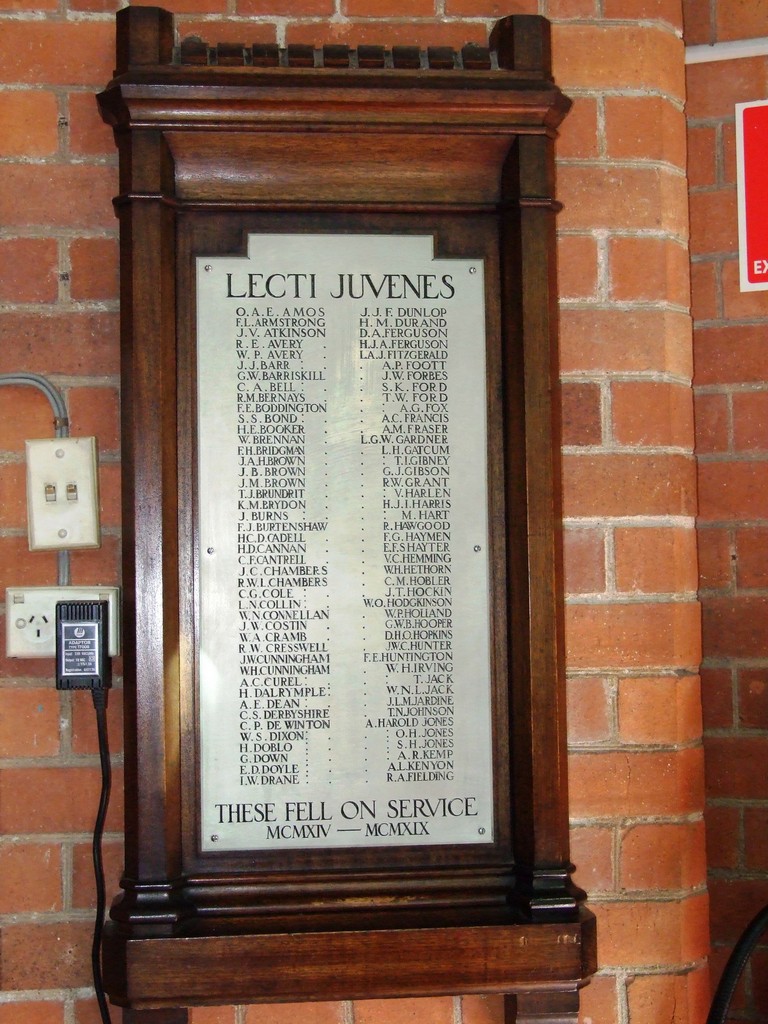 LECTI JUVENES
O.A.E. AMOS
F.L. ARMSTRONG
J.V. ATKINSON
R.E. AVERY
W.P. AVERY
J.J. BARR
G.W. BARRISKILL
C.A. BELL
R.M. BERNAYS
F.E. BODDINGTON
S.S. BOND
H.E. BOOKER
W. BRENNAN
F.H. BRIDGMAN
J.A.H. BROWN
J.B. BROWN
J.M. BROWN
T.J. BRUNDRIT
K.M. BRYDON
J. BURNS
F.J. BURTENSHAW
H.C.D. CADELL
H.D. CANNAN
C.F. CANTRELL
J.C. CHAMBERS
R.W.L. CHAMBERS
C.G. COLE
L.N. COLLIN
W.N. CONNELLAN
J.W. COSTIN
W.A. CRAMB
R.W. CRESSWELL
J.W. CUNNINGHAM
W.H. CUNNINGHAM
A.C. CUREL
H. DALRYMPLE
A.E. DEAN
C.S. DERBYSHIRE
C.P. DE WINTON
W.S. DIXON
H. DOBLO
G. DOWN
E.D. DOYLE
I.W. DRANE
J.J.F. DUNLOP
H.M. DURAND
D.A. FERGUSON
H.J.A. FERGUSON
L.A.J. FITZGERALD
A.P. FOOTT
J.W. FORBES
S.K. FORD
T.W. FORD
A.G. FOX
A.C. FRANCIS
A.M. FRASER
L.G.W. GARDNER
L.H. GATCUM
T.I. GIBNEY
G.J. GIBSON
R.W. GRANT
V. HARLEN
H.J.I. HARRIS
M. HART
R. HAWGOOD
F.G. HAYMEN
E.F.S. HAYTER
V.C. HEMMING
W.H. HETHORN
C.M. HOBLER
J.T. HOCKIN
W.O. HODGKINSON
W.P. HOLLAND
G.W.B. HOOPER
D.H.O. HOPKINS
J.W.C. HUNTER
F.E. HUNTINGTON
W.H. IRVING
T. JACK
W.N.L. JACK
J.L.M. JARDINE
T.N. JOHNSON
A. HAROLD JONES
O.H. JONES
S.H. JONES
A.R. KEMP
A.L. KENYON
R.A. FIELDING
THESE FELL ON SERVICE
MCMXIV — MCMXIX
ADAPTOR
EX